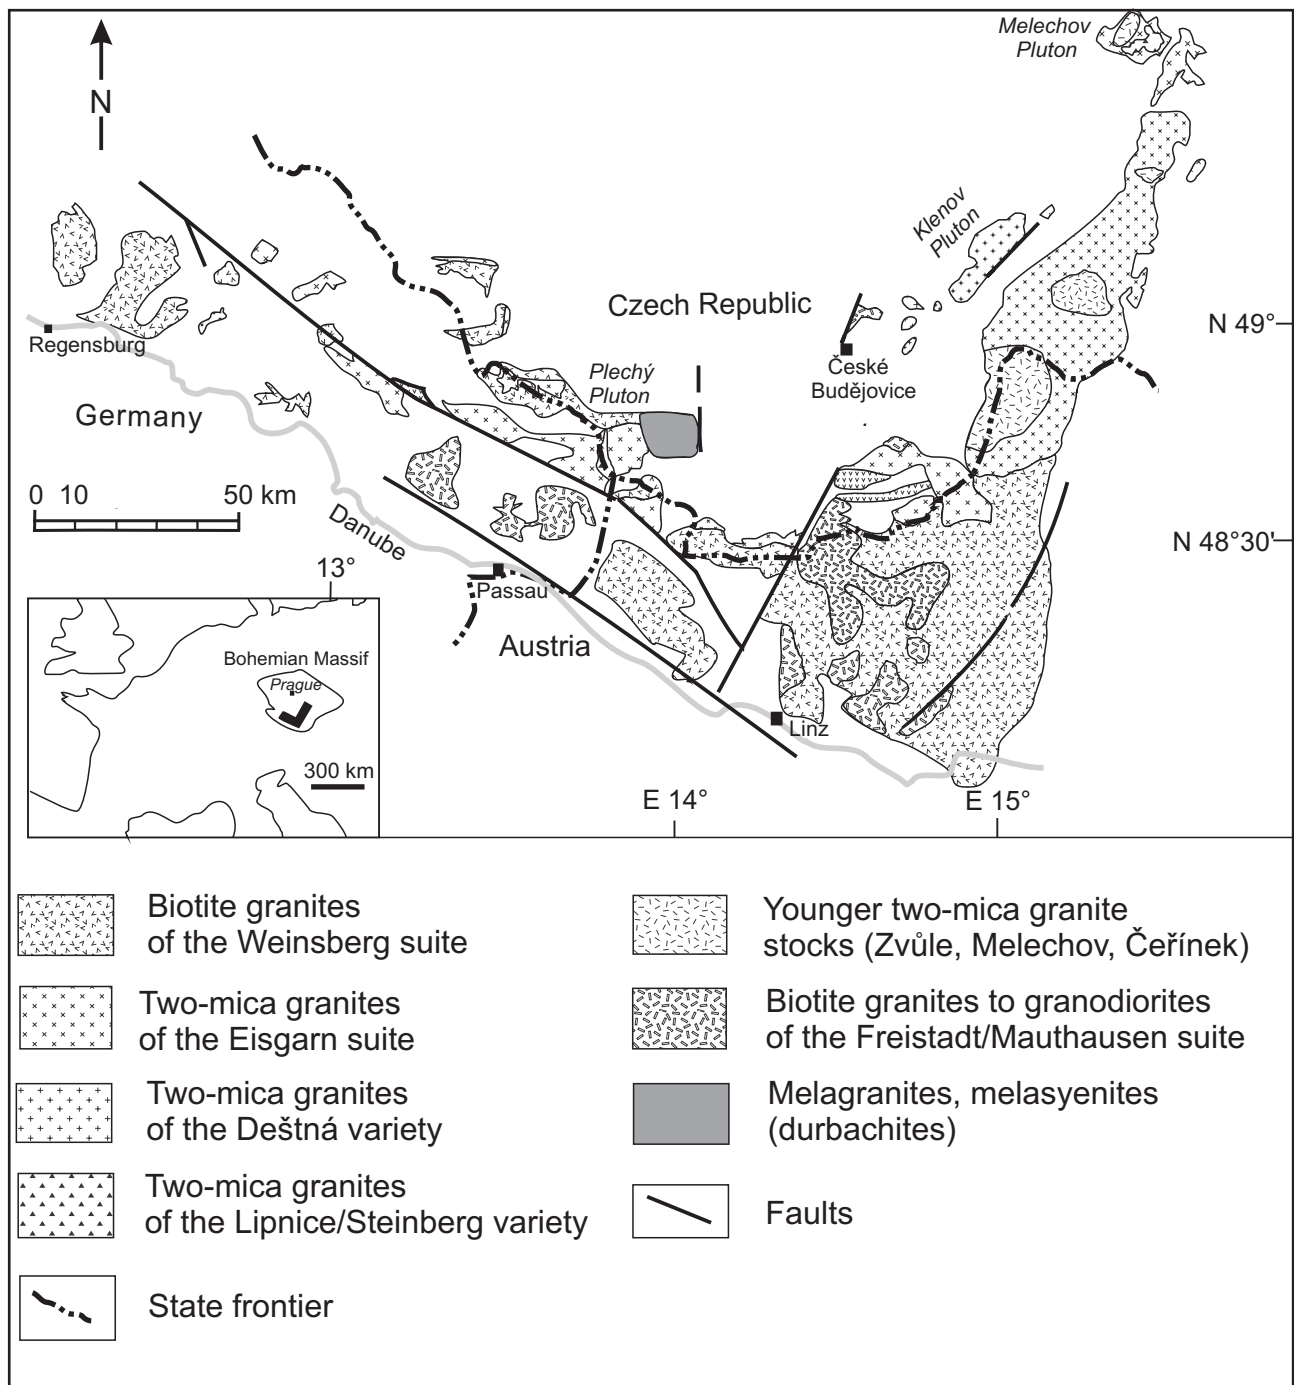 Melechov
Pluton
N
Klenov
Pluton
Czech Republic
N 49°
Regensburg
Plechý
Pluton
České
Budějovice
Germany
0 10 50 km
Danube
N 48°30'
13°
Passau
Austria
Bohemian Massif
Prague
300 km
Linz
E 14°
E 15°
Biotite granites
of the Weinsberg suite
Two-mica granites
of the Eisgarn suite
Two-mica granites
of the Deštná variety
Two-mica granites
of the Lipnice/Steinberg variety
State frontier
Younger two-mica granite
stocks (Zvůle, Melechov, Čeřínek)
Biotite granites to granodiorites
of the Freistadt/Mauthausen suite
Melagranites, melasyenites
(durbachites)
Faults